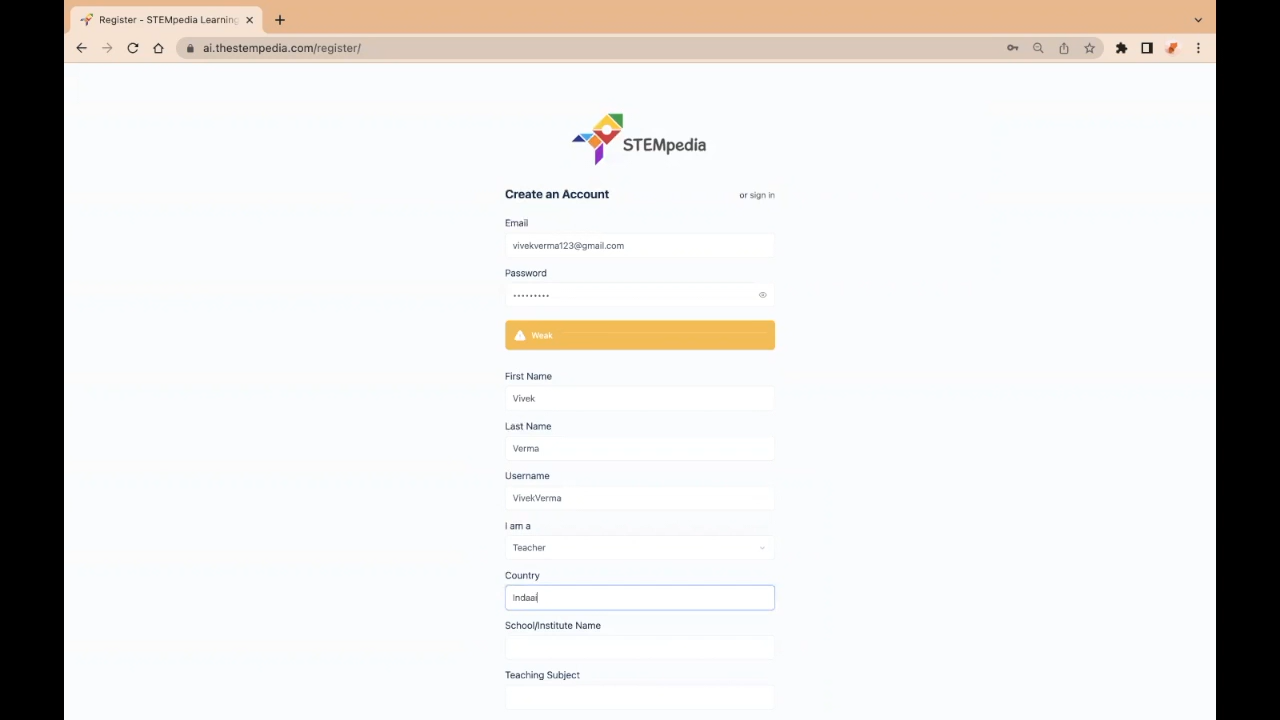 Register - STEMpedia Learning
ai.thestempedia.com/register/
STEMpedia
Create an Account
or sign in
Email
vivekverma123@gmail.com
Password
•••••••••
Weak
First Name
Vivek
Last Name
Verma
Username
VivekVerma
I am a
Teacher
Country
Indaai
School/Institute Name
Teaching Subject